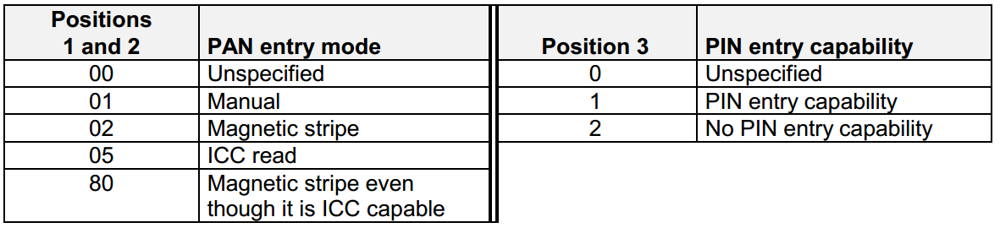 Positions
1 and 2 PAN entry mode Position 3 PIN entry capability
00 Unspecified 0 Unspecified
01 Manual 1 PIN entry capability
02 Magnetic stripe 2 No PIN entry capability
05 ICC read
80 Magnetic stripe even
though it is ICC capable